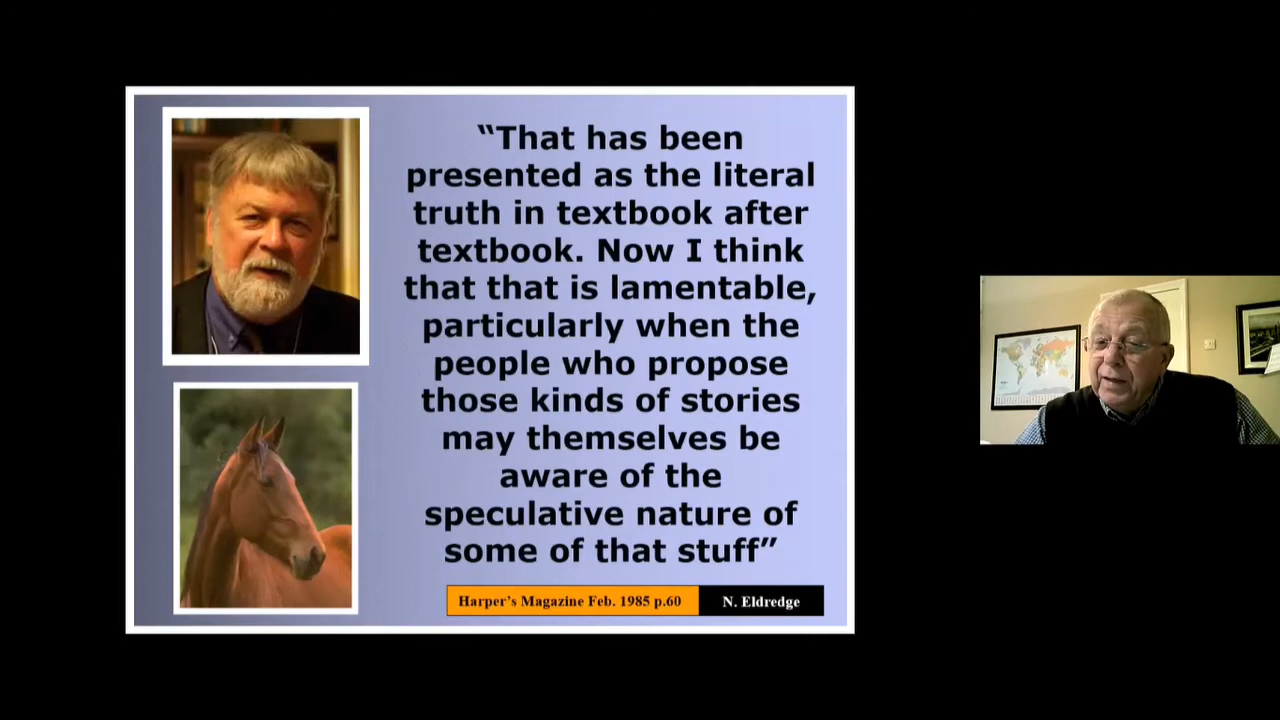 “That has been
presented as the literal
truth in textbook after
textbook. Now I think
that that is lamentable,
particularly when the
people who propose
those kinds of stories
may themselves be
aware of the
speculative nature of
some of that stuff”
Harper's Magazine Feb. 1985 p.60
N. Eldredge